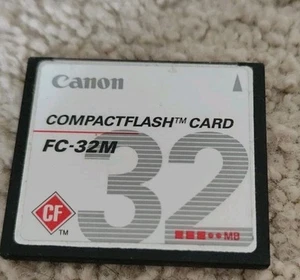 Canon
COMPACTFLASH™ CARD
FC-32M
32
CF
TM
MB